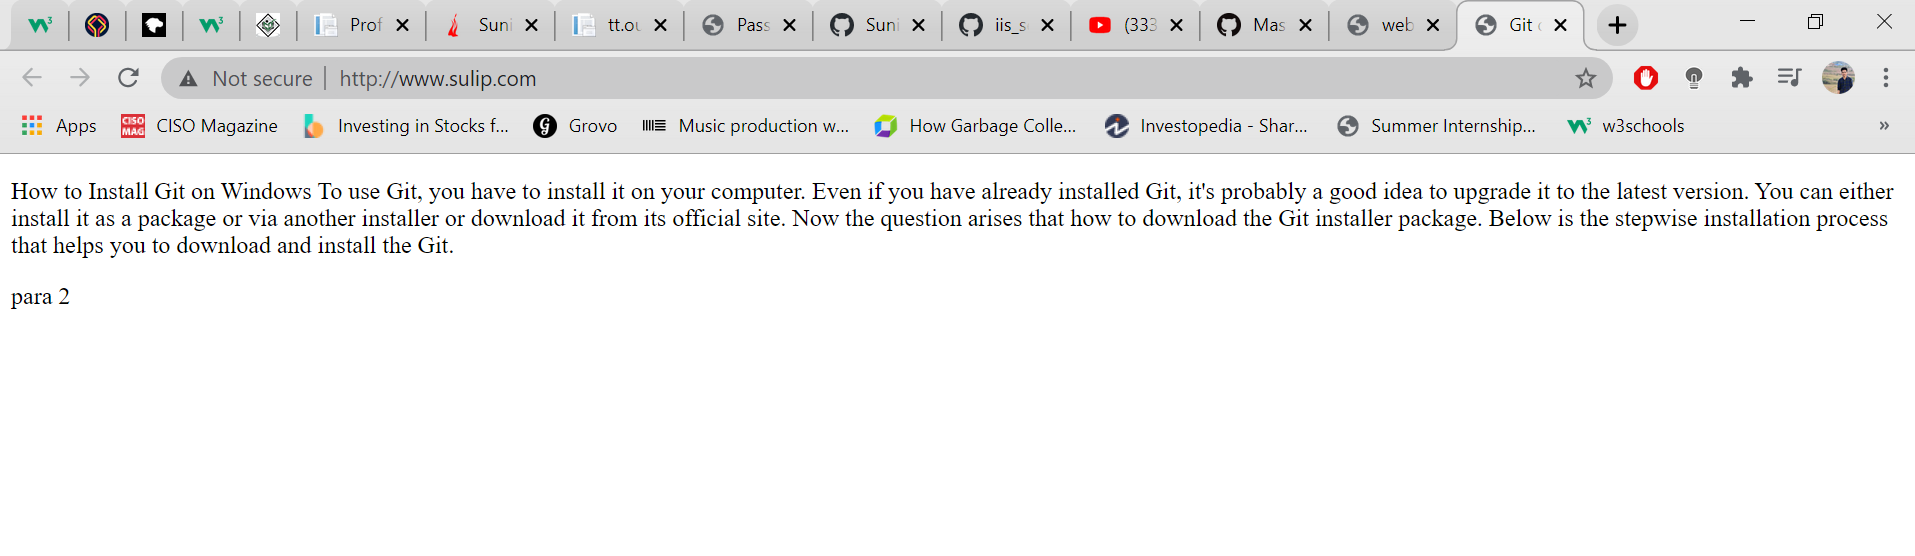 Prof Suni tt.ou Pass Suni iis_s (333 Mas web Git
Not secure http://www.sulip.com
Apps CISO MAG CISO Magazine Investing in Stocks f... Grovo Music production w... How Garbage Colle... Investopedia - Shar... Summer Internship... w3schools »
How to Install Git on Windows To use Git, you have to install it on your computer. Even if you have already installed Git, it's probably a good idea to upgrade it to the latest version. You can either
install it as a package or via another installer or download it from its official site. Now the question arises that how to download the Git installer package. Below is the stepwise installation process
that helps you to download and install the Git.
para 2